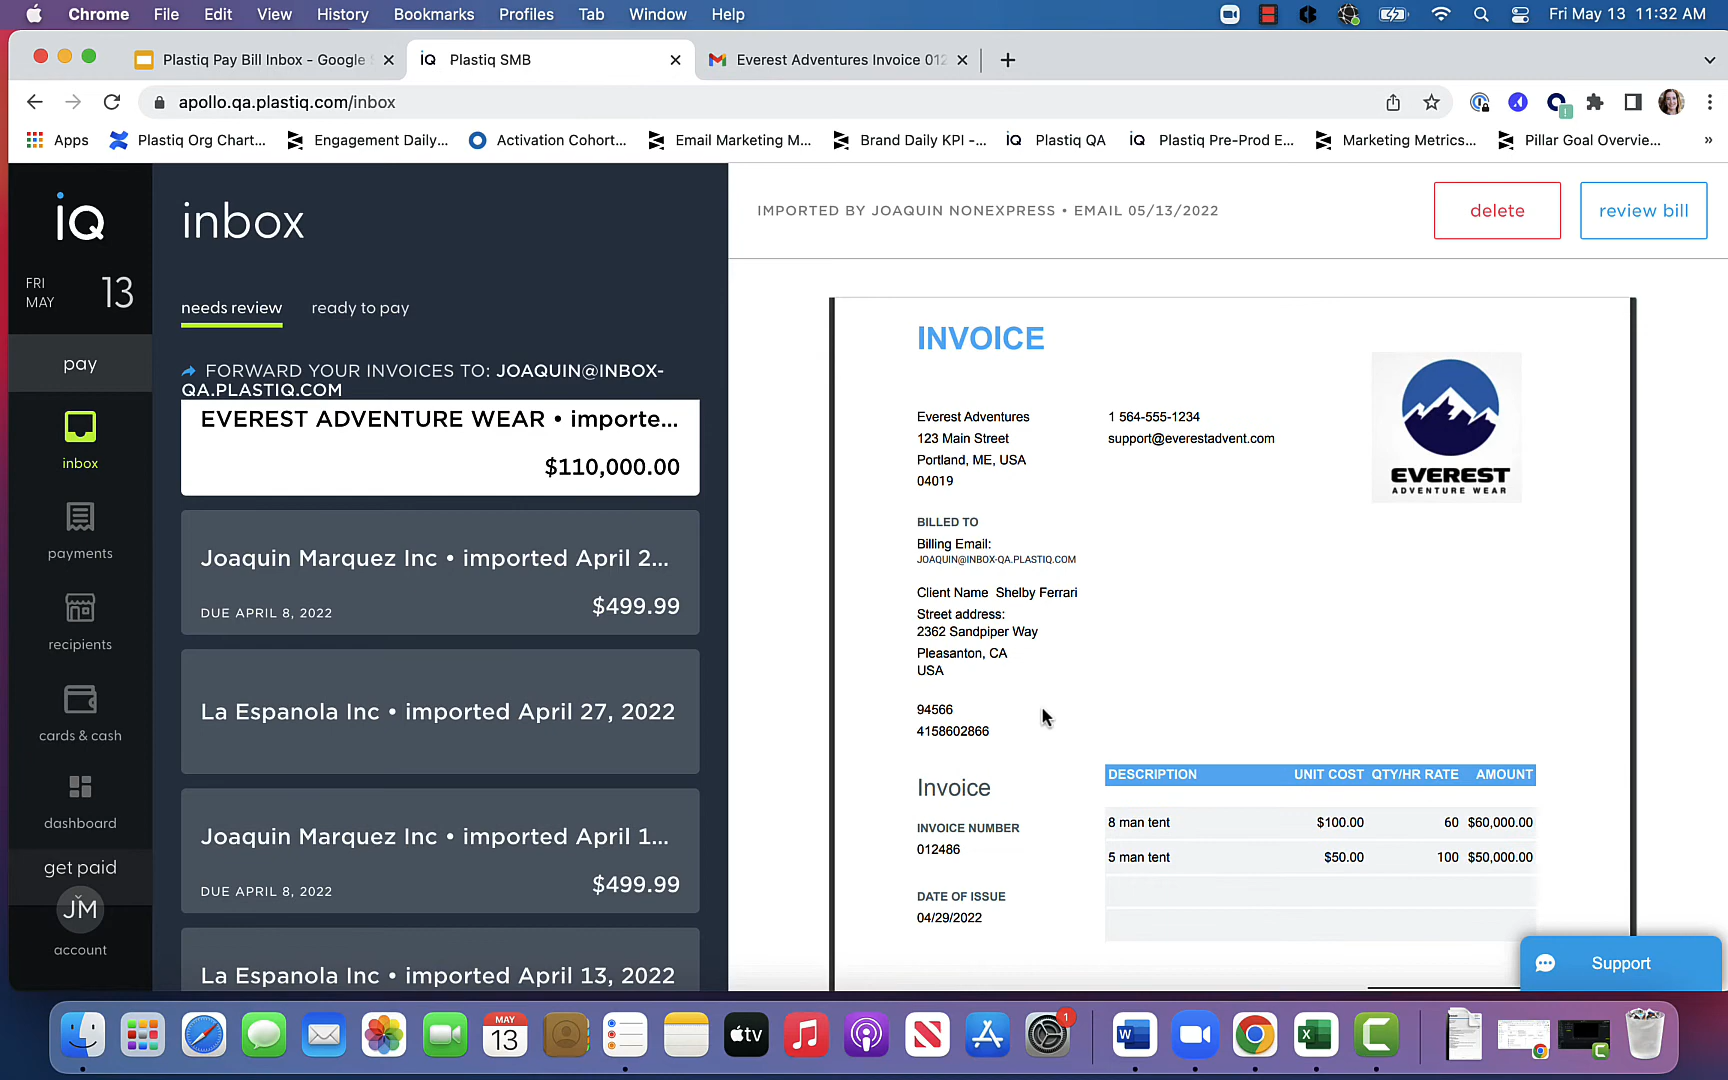 Chrome File Edit View History Bookmarks Profiles Tab Window Help Fri May 13 11:32 AM
Plastiq Pay Bill Inbox - Google
Plastiq SMB
Everest Adventures Invoice 012
apollo.qa.plastiq.com/inbox
Apps
Plastiq Org Chart...
Engagement Daily...
Activation Cohort...
Email Marketing M...
Brand Daily KPI -...
iQ Plastiq QA
iQ Plastiq Pre-Prod E...
Marketing Metrics...
Pillar Goal Overvie...
»
iQ
FRI
MAY
13
pay
inbox
payments
recipients
cards & cash
dashboard
get paid
JM
account
inbox
needs review
ready to pay
FORWARD YOUR INVOICES TO: JOAQUIN@INBOX-
QA.PLASTIQ.COM
EVEREST ADVENTURE WEAR • importe...
$110,000.00
Joaquin Marquez Inc • imported April 2...
DUE APRIL 8, 2022
$499.99
La Espanola Inc • imported April 27, 2022
Joaquin Marquez Inc • imported April 1...
DUE APRIL 8, 2022
$499.99
La Espanola Inc • imported April 13, 2022
IMPORTED BY JOAQUIN NONEXPRESS • EMAIL 05/13/2022
delete
review bill
INVOICE
Everest Adventures
123 Main Street
Portland, ME, USA
04019
1 564-555-1234
support@everestadvent.com
EVEREST
ADVENTURE WEAR
BILLED TO
Billing Email:
JOAQUIN@INBOX-QA.PLASTIQ.COM
Client Name Shelby Ferrari
Street address:
2362 Sandpiper Way
Pleasanton, CA
USA
94566
4158602866
Invoice
INVOICE NUMBER
012486
DATE OF ISSUE
04/29/2022
DESCRIPTION UNIT COST QTY/HR RATE AMOUNT
8 man tent $100.00 60 $60,000.00
5 man tent $50.00 100 $50,000.00
Support
MAY
13
tv
1